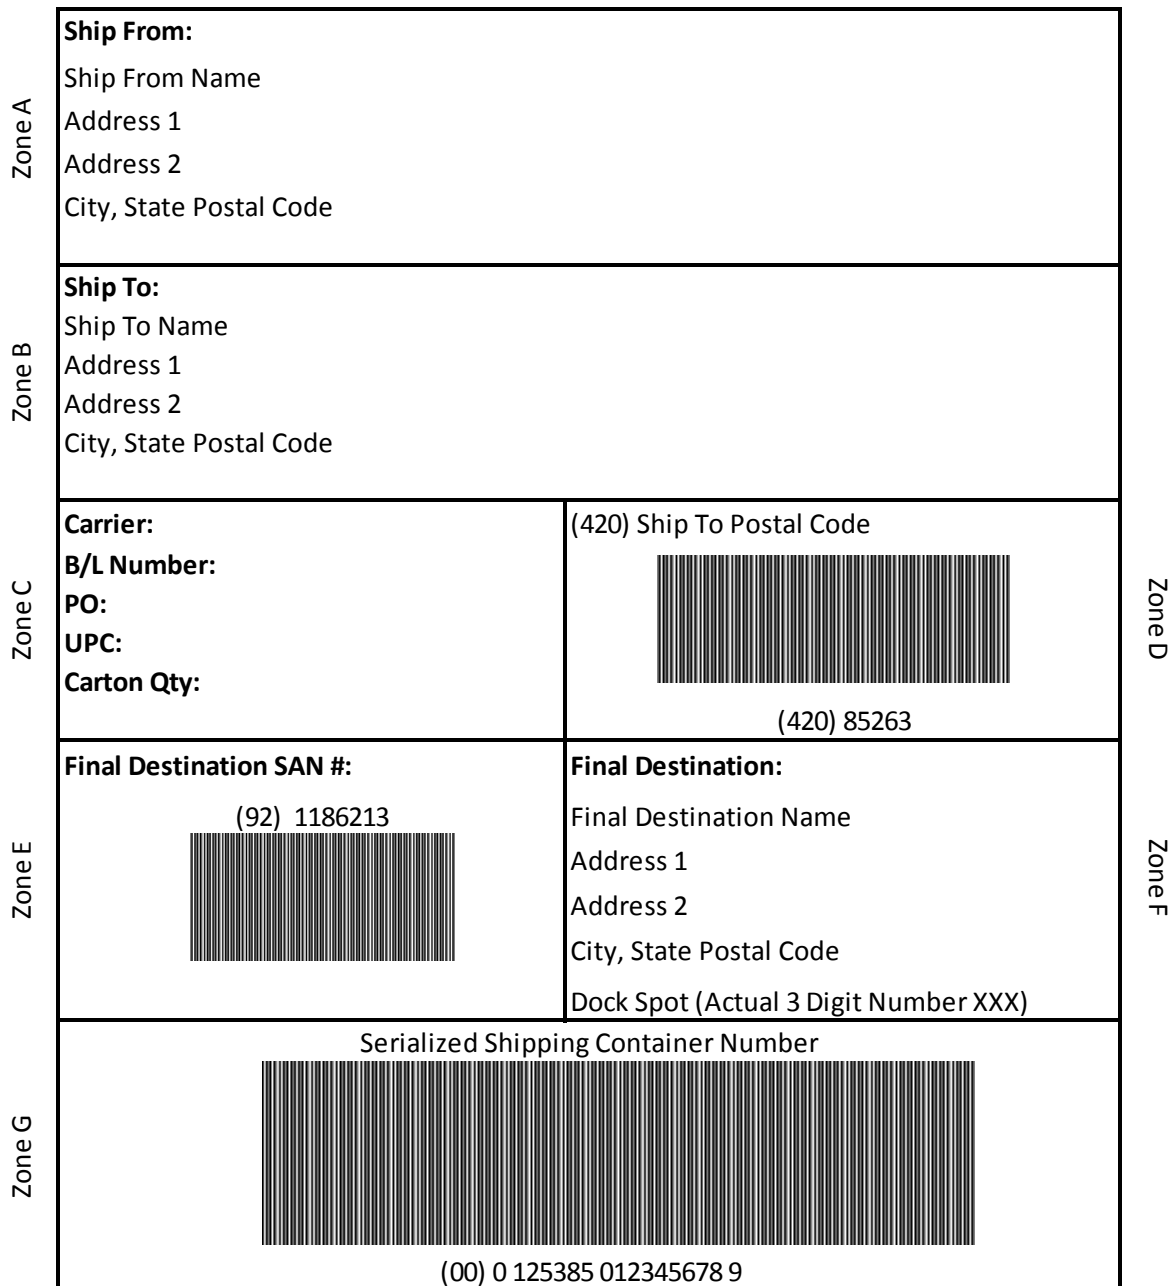 Zone A
Ship From:
Ship From Name
Address 1
Address 2
City, State Postal Code
Zone B
Ship To:
Ship To Name
Address 1
Address 2
City, State Postal Code
Zone C
Carrier:
B/L Number:
PO:
UPC:
Carton Qty:
(420) Ship To Postal Code
(420) 85263
Zone D
Zone E
Final Destination SAN #:
(92) 1186213
Final Destination:
Final Destination Name
Address 1
Address 2
City, State Postal Code
Dock Spot (Actual 3 Digit Number XXX)
Zone F
Zone G
Serialized Shipping Container Number
(00) 0 125385 012345678 9